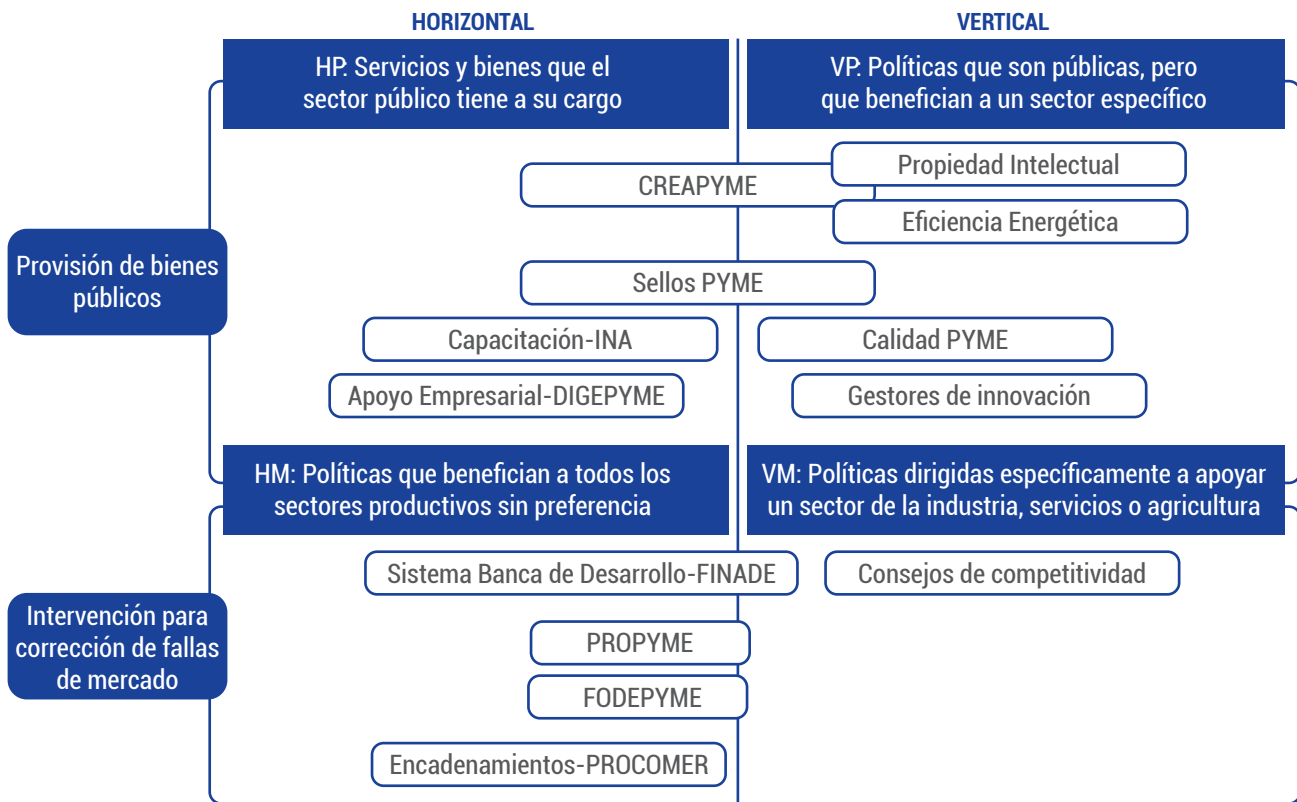 HORIZONTAL
VERTICAL
HP: Servicios y bienes que el
sector público tiene a su cargo
VP: Políticas que son públicas, pero
que benefician a un sector específico
Provisión de bienes
públicos
CREAPYME
Propiedad Intelectual
Eficiencia Energética
Sellos PYME
Capacitación-INA
Calidad PYME
Apoyo Empresarial-DIGEPYME
Gestores de innovación
HM: Políticas que benefician a todos los
sectores productivos sin preferencia
VM: Políticas dirigidas específicamente a apoyar
un sector de la industria, servicios o agricultura
Intervención para
corrección de fallas
de mercado
Sistema Banca de Desarrollo-FINADE
Consejos de competitividad
PROPYME
FODEPYME
Encadenamientos-PROCOMER